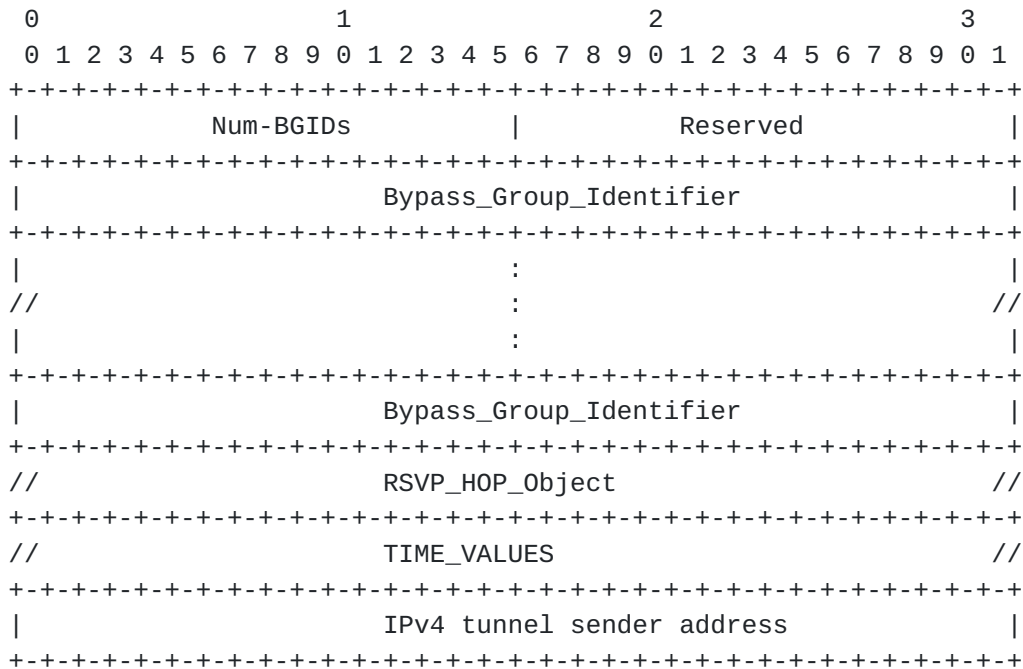 0                   1                   2                   3
 0 1 2 3 4 5 6 7 8 9 0 1 2 3 4 5 6 7 8 9 0 1 2 3 4 5 6 7 8 9 0 1
+-+-+-+-+-+-+-+-+-+-+-+-+-+-+-+-+-+-+-+-+-+-+-+-+-+-+-+-+-+-+-+-+
|            Num-BGIDs          |          Reserved             |
+-+-+-+-+-+-+-+-+-+-+-+-+-+-+-+-+-+-+-+-+-+-+-+-+-+-+-+-+-+-+-+-+
|                       Bypass_Group_Identifier                 |
+-+-+-+-+-+-+-+-+-+-+-+-+-+-+-+-+-+-+-+-+-+-+-+-+-+-+-+-+-+-+-+-+
|                               :                               |
//                              :                              //
|                               :                               |
+-+-+-+-+-+-+-+-+-+-+-+-+-+-+-+-+-+-+-+-+-+-+-+-+-+-+-+-+-+-+-+-+
|                       Bypass_Group_Identifier                 |
+-+-+-+-+-+-+-+-+-+-+-+-+-+-+-+-+-+-+-+-+-+-+-+-+-+-+-+-+-+-+-+-+
//                      RSVP_HOP_Object                        //
+-+-+-+-+-+-+-+-+-+-+-+-+-+-+-+-+-+-+-+-+-+-+-+-+-+-+-+-+-+-+-+-+
//                      TIME_VALUES                            //
+-+-+-+-+-+-+-+-+-+-+-+-+-+-+-+-+-+-+-+-+-+-+-+-+-+-+-+-+-+-+-+-+
|                       IPv4 tunnel sender address              |
+-+-+-+-+-+-+-+-+-+-+-+-+-+-+-+-+-+-+-+-+-+-+-+-+-+-+-+-+-+-+-+-+